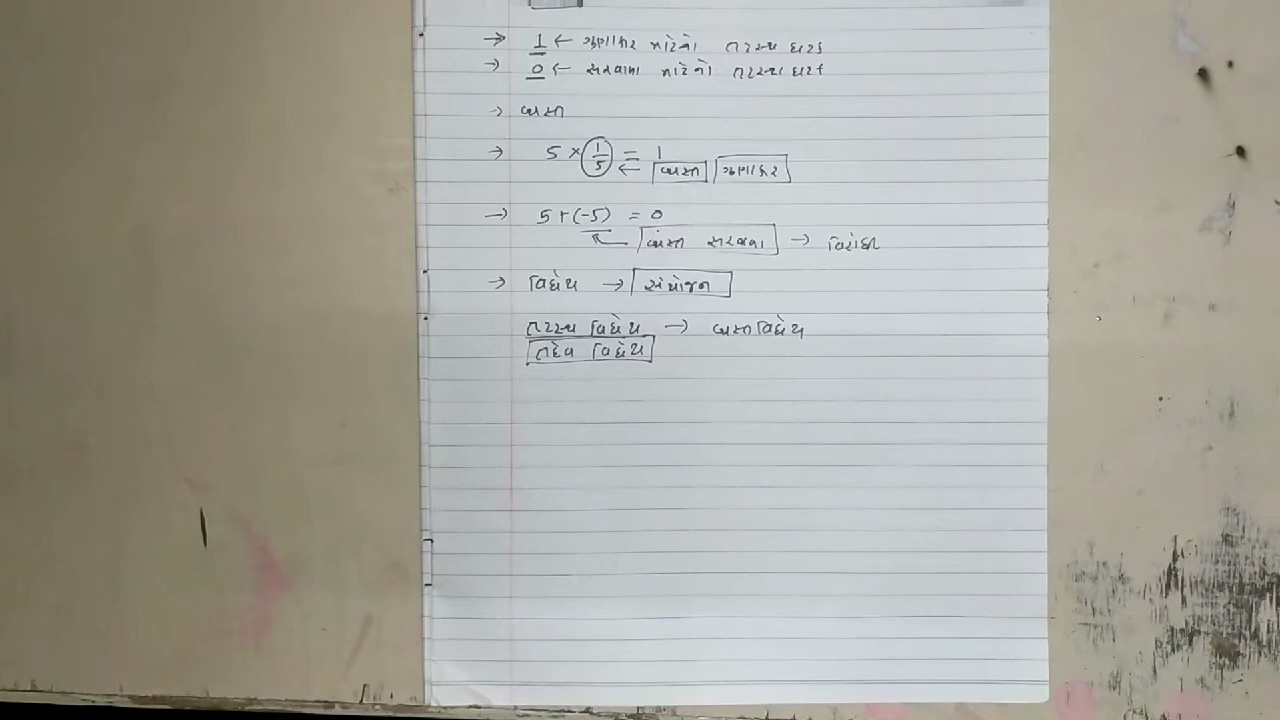 → 1 ← ગુણાકાર માટેનો તટસ્થ ઘટક
→ 0 ← સરવાળા માટેનો તટસ્થ ઘટક
→ વ્યસ્ત
→ 5 × 1/5 = 1
← વ્યસ્ત ગુણાકાર
→ 5+(-5) = 0
વ્યસ્ત સરવાળા → વિરોધી
→ વિધેય → સંયોજન
તટસ્થ વિધેય → વ્યસ્ત વિધેય
તદેવ વિધેય